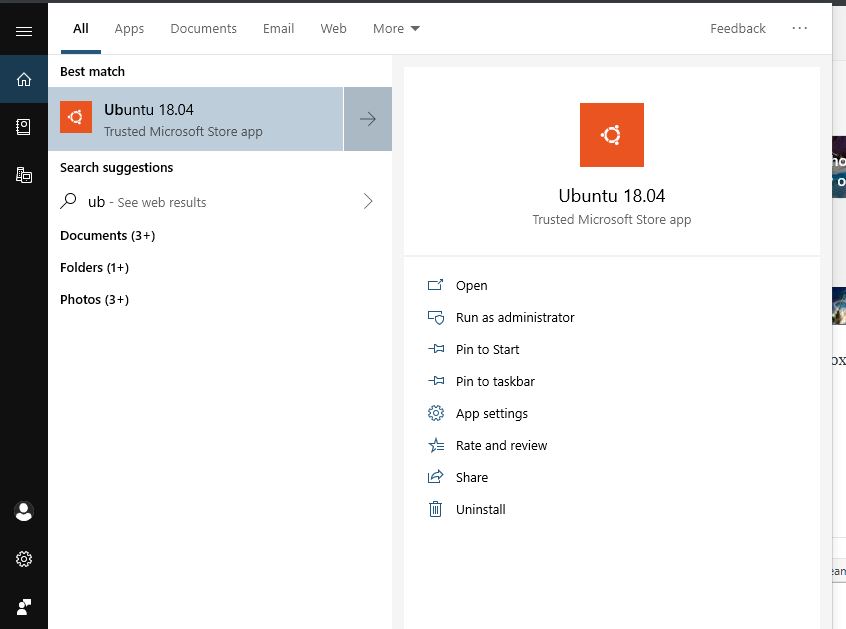 All Apps Documents Email Web More Feedback ...
Best match
Ubuntu 18.04
Trusted Microsoft Store app
Search suggestions
ub - See web results
Documents (3+)
Folders (1+)
Photos (3+)
Ubuntu 18.04
Trusted Microsoft Store app
Open
Run as administrator
Pin to Start
Pin to taskbar
App settings
Rate and review
Share
Uninstall